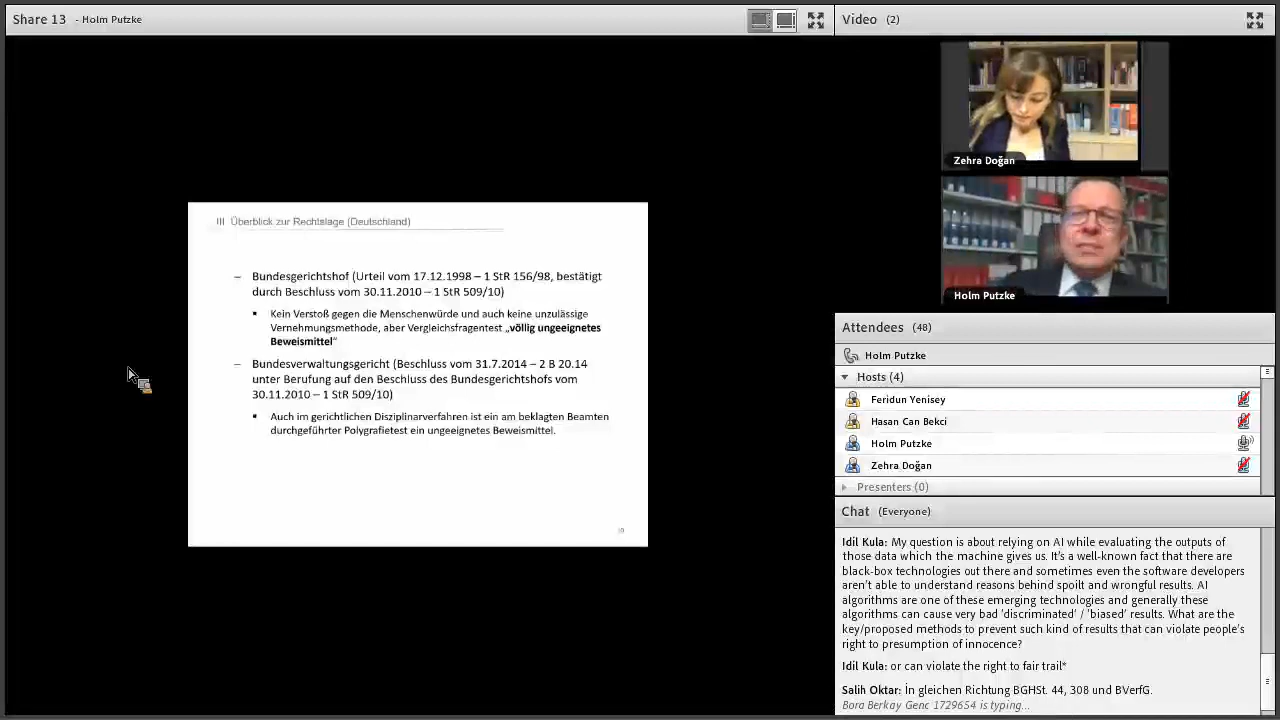 Share 13 - Holm Putzke
Video (2)
Zehra Doğan
Holm Putzke
III Überblick zur Rechtslage (Deutschland)
– Bundesgerichtshof (Urteil vom 17.12.1998 – 1 StR 156/98, bestätigt
durch Beschluss vom 30.11.2010 – 1 StR 509/10)
▪ Kein Verstoß gegen die Menschenwürde und auch keine unzulässige
Vernehmungsmethode, aber Vergleichsfragentest „völlig ungeeignetes
Beweismittel“
– Bundesverwaltungsgericht (Beschluss vom 31.7.2014 – 2 B 20.14
unter Berufung auf den Beschluss des Bundesgerichtshofs vom
30.11.2010 – 1 StR 509/10)
▪ Auch im gerichtlichen Disziplinarverfahren ist ein am beklagten Beamten
durchgeführter Polygrafietest ein ungeeignetes Beweismittel.
Attendees (48)
Holm Putzke
Hosts (4)
Feridun Yenisey
Hasan Can Bekci
Holm Putzke
Zehra Doğan
Presenters (0)
Chat (Everyone)
Idil Kula: My question is about relying on AI while evaluating the outputs of
those data which the machine gives us. It's a well-known fact that there are
black-box technologies out there and sometimes even the software developers
aren't able to understand reasons behind spoilt and wrongful results. AI
algorithms are one of these emerging technologies and generally these
algorithms can cause very bad 'discriminated' / 'biased' results. What are the
key/proposed methods to prevent such kind of results that can violate people's
right to presumption of innocence?
Idil Kula: or can violate the right to fair trail*
Salih Oktar: İn gleichen Richtung BGHSt. 44, 308 und BVerfG.
Bora Berkay Genc 1729654 is typing...